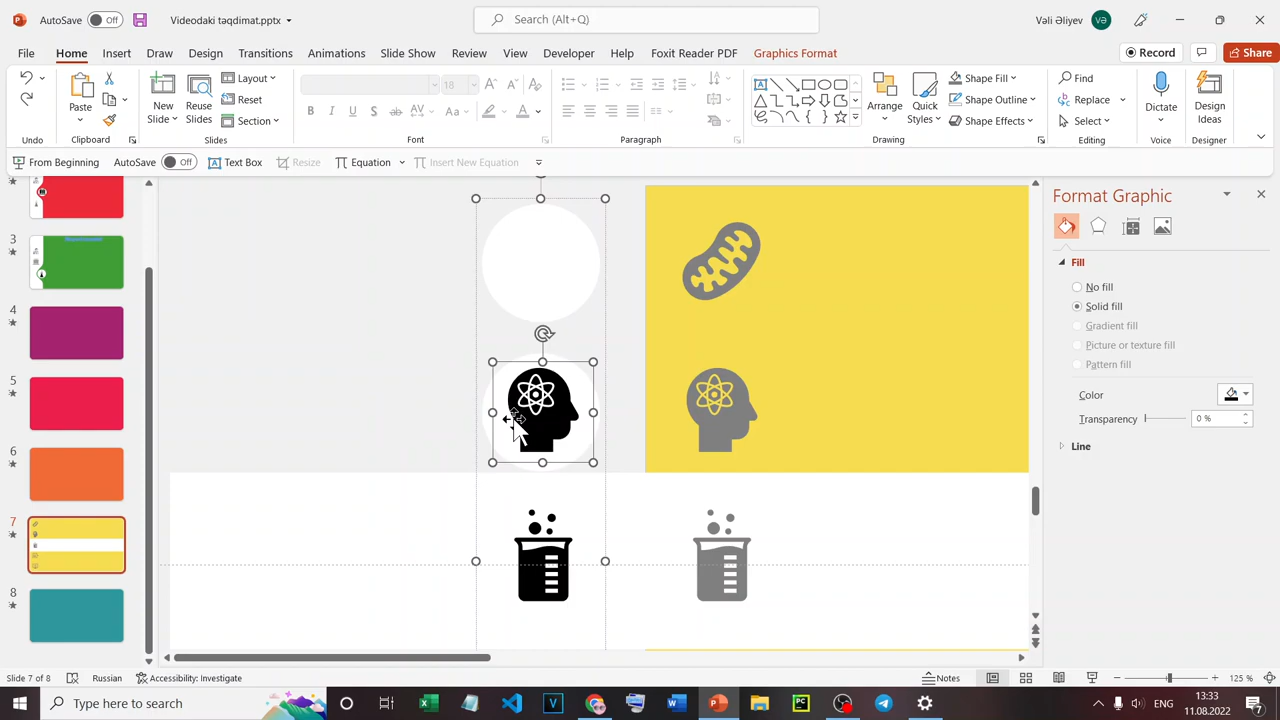 AutoSave Off Videodaki təqdimat.pptx Search (Alt+Q) Vəli Əliyev VƏ
File Home Insert Draw Design Transitions Animations Slide Show Review View Developer Help Foxit Reader PDF Graphics Format Record Share
Paste New Slide Reuse Slides Layout Reset Section 18 Arrange Quick Styles Shape Fill Shape Outline Shape Effects Find Replace Select Dictate Design Ideas
Undo Clipboard Slides Font Paragraph Drawing Editing Voice Designer
From Beginning AutoSave Off Text Box Resize Equation Insert New Equation
Format Graphic
Fill
No fill
Solid fill
Gradient fill
Picture or texture fill
Pattern fill
Color
Transparency 0 %
Line
3
4
5
6
7
8
Slide 7 of 8 Russian Accessibility: Investigate Notes 125 %
Type here to search ENG 13:33
11.08.2022 7